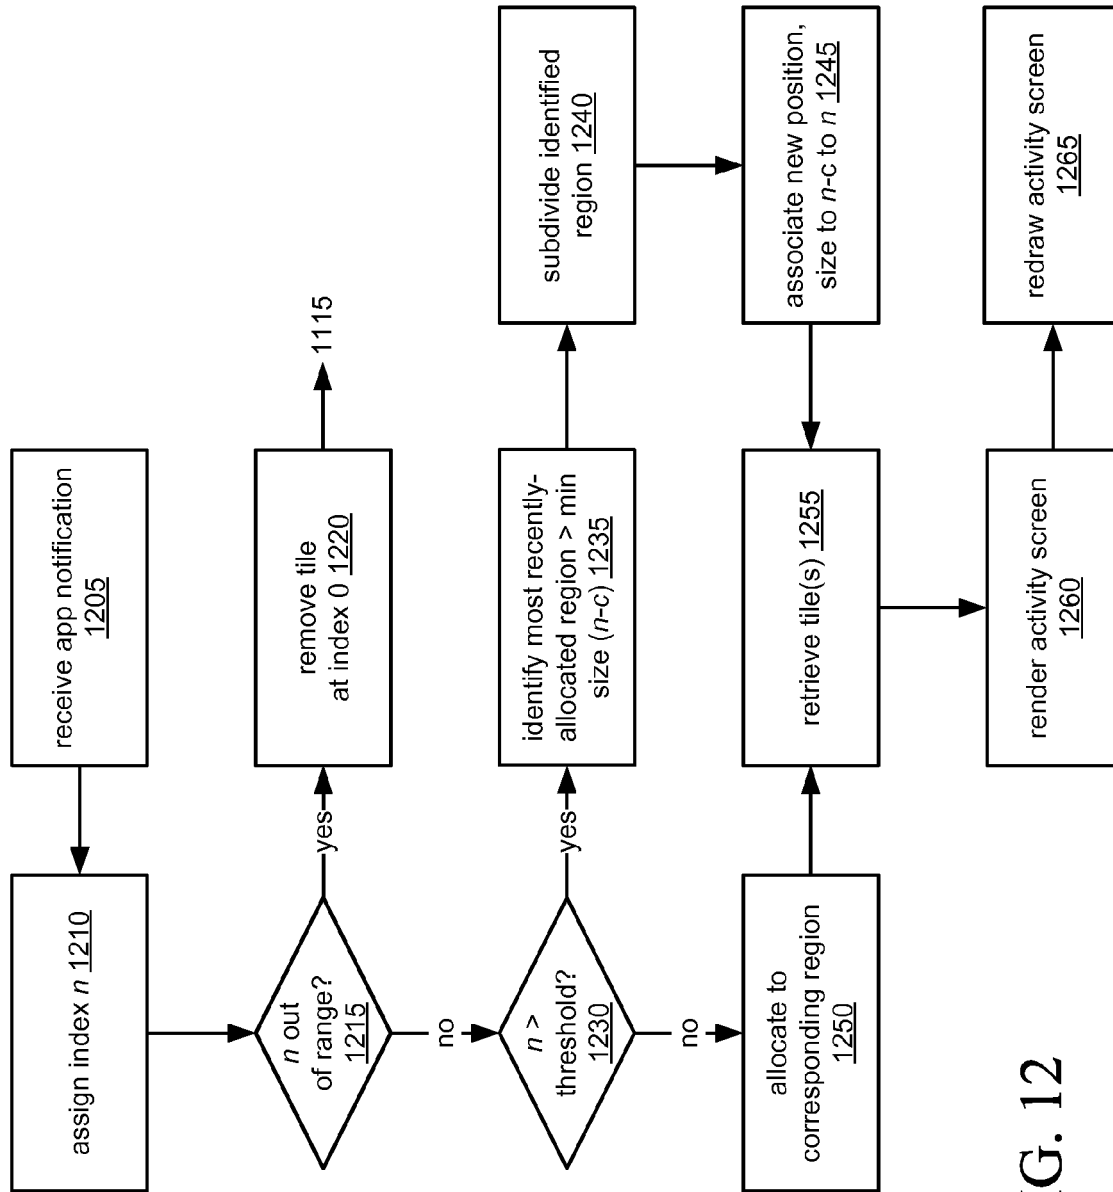 receive app notification
1205
assign index n 1210
n out
of range?
1215
yes
no
remove tile
at index 0 1220
1115
n >
threshold?
1230
yes
no
identify most recently-
allocated region > min
size (n-c) 1235
subdivide identified
region 1240
associate new position,
size to n-c to n 1245
allocate to
corresponding region
1250
retrieve tile(s) 1255
render activity screen
1260
redraw activity screen
1265
G. 12